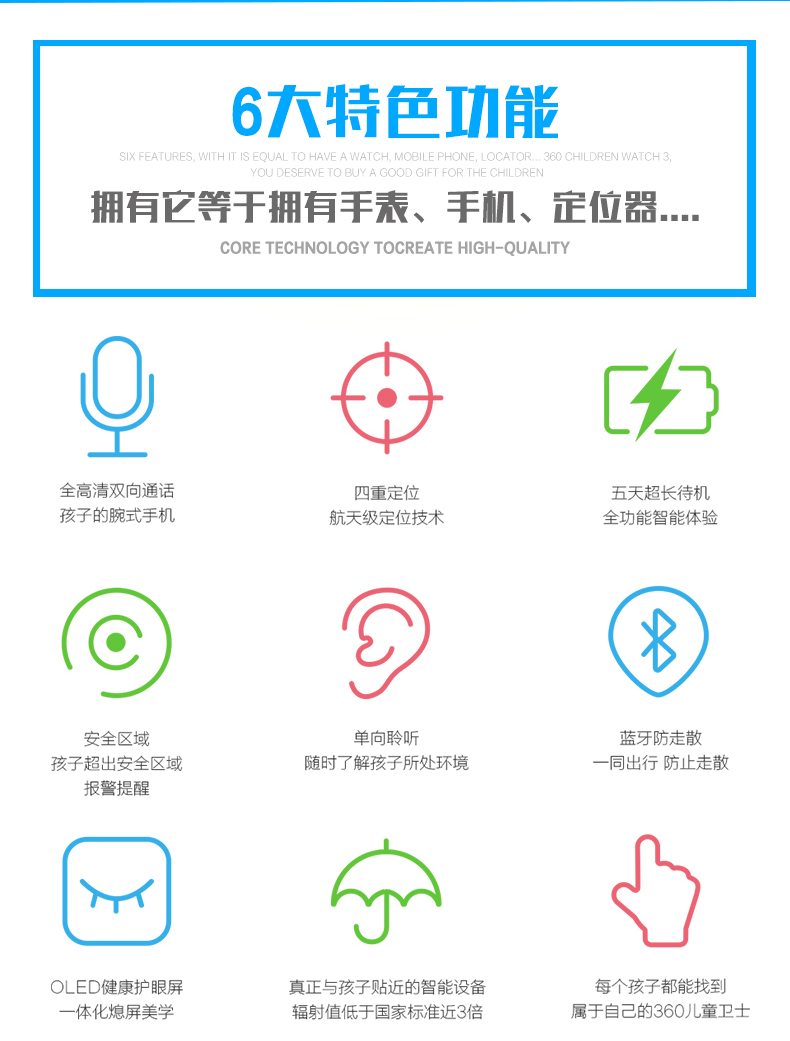 6大特色功能
SIX FEATURES, WITH IT IS EQUAL TO HAVE A WATCH, MOBILE PHONE, LOCATOR... 360 CHILDREN WATCH 3,
YOU DESERVE TO BUY A GOOD GIFT FOR THE CHILDREN
拥有它等于拥有手表、手机、定位器....
CORE TECHNOLOGY TOCREATE HIGH-QUALITY
全高清双向通话
孩子的腕式手机
四重定位
航天级定位技术
五天超长待机
全功能智能体验
安全区域
孩子超出安全区域
报警提醒
单向聆听
随时了解孩子所处环境
蓝牙防走散
一同出行 防止走散
OLED健康护眼屏
一体化熄屏美学
真正与孩子贴近的智能设备
辐射值低于国家标准近3倍
每个孩子都能找到
属于自己的360儿童卫士